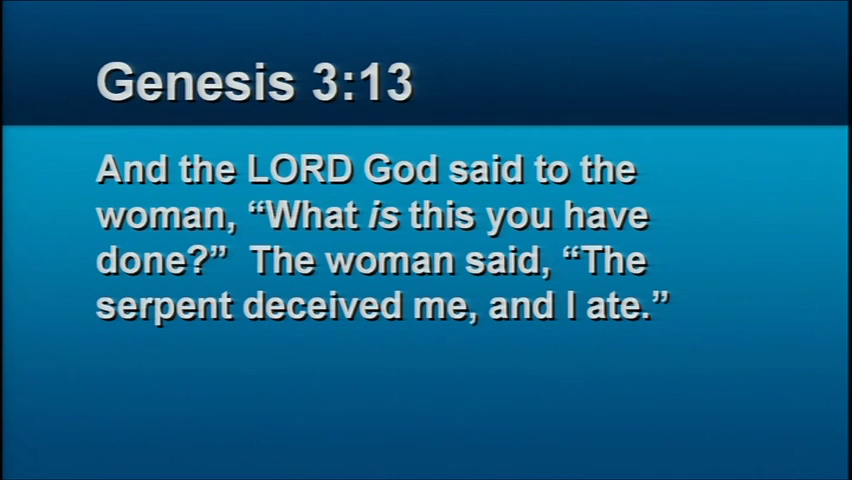 Genesis 3:13
And the LORD God said to the
woman, “What is this you have
done?”  The woman said, “The
serpent deceived me, and I ate.”